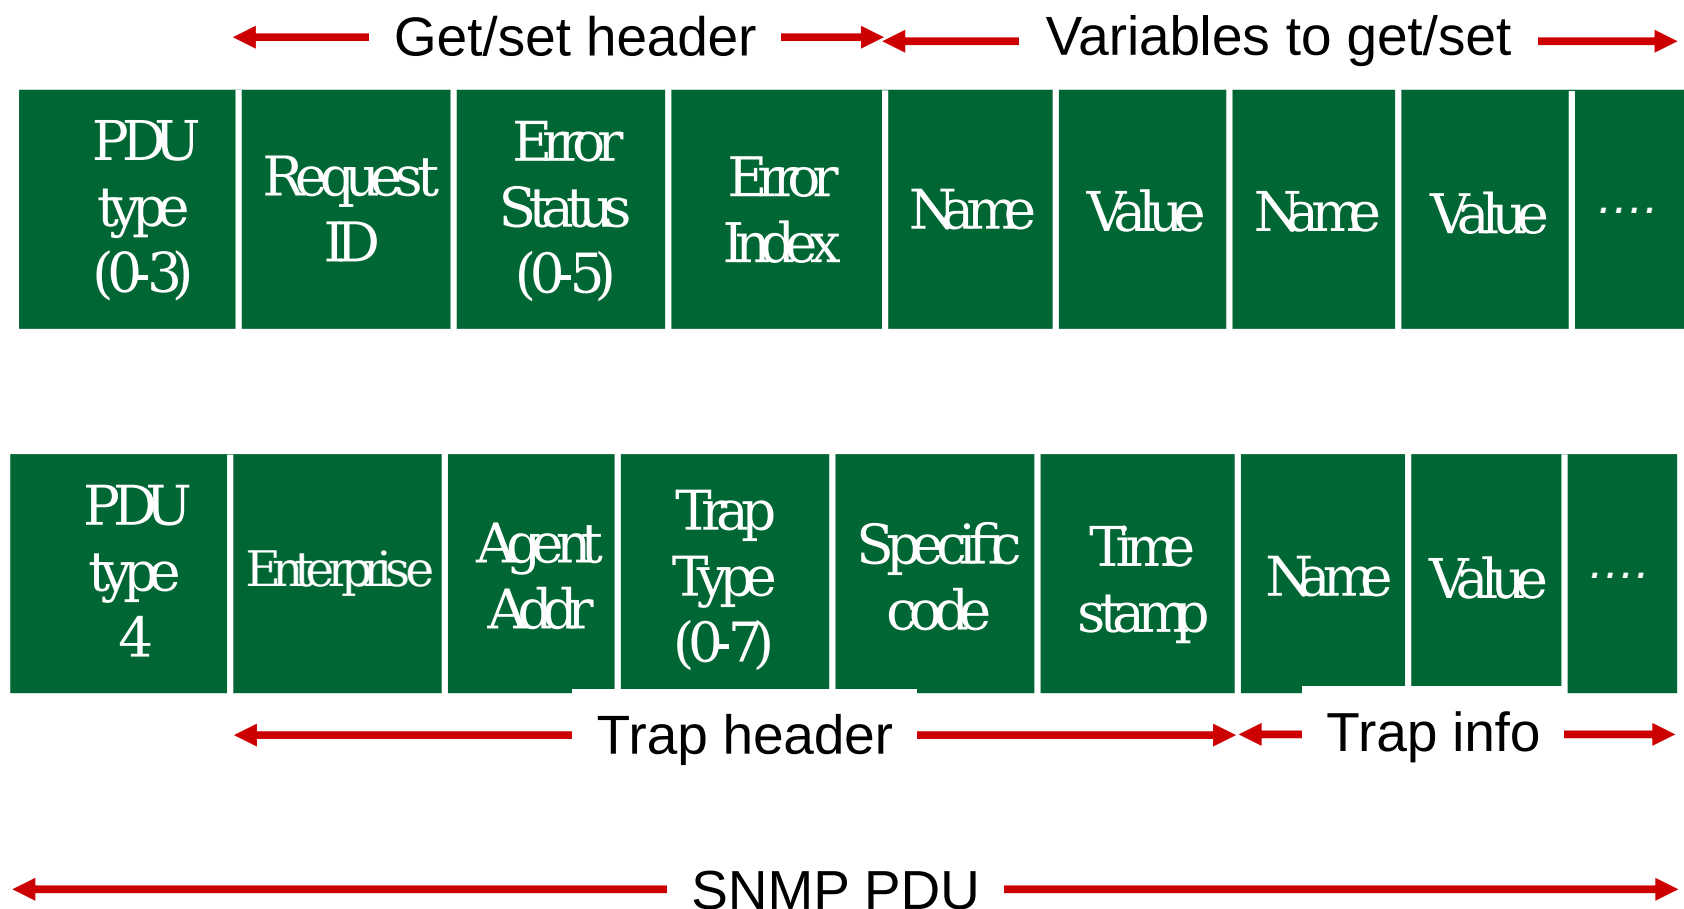 Get/set header
Variables to get/set
PDU
type
(0-3)
Request
ID
Error
Status
(0-5)
Error
Index
Name
Value
Name
Value
....
PDU
type
4
Enterprise
Agent
Addr
Trap
Type
(0-7)
Specific
code
Time
stamp
Name
Value
....
Trap header
Trap info
SNMP PDU